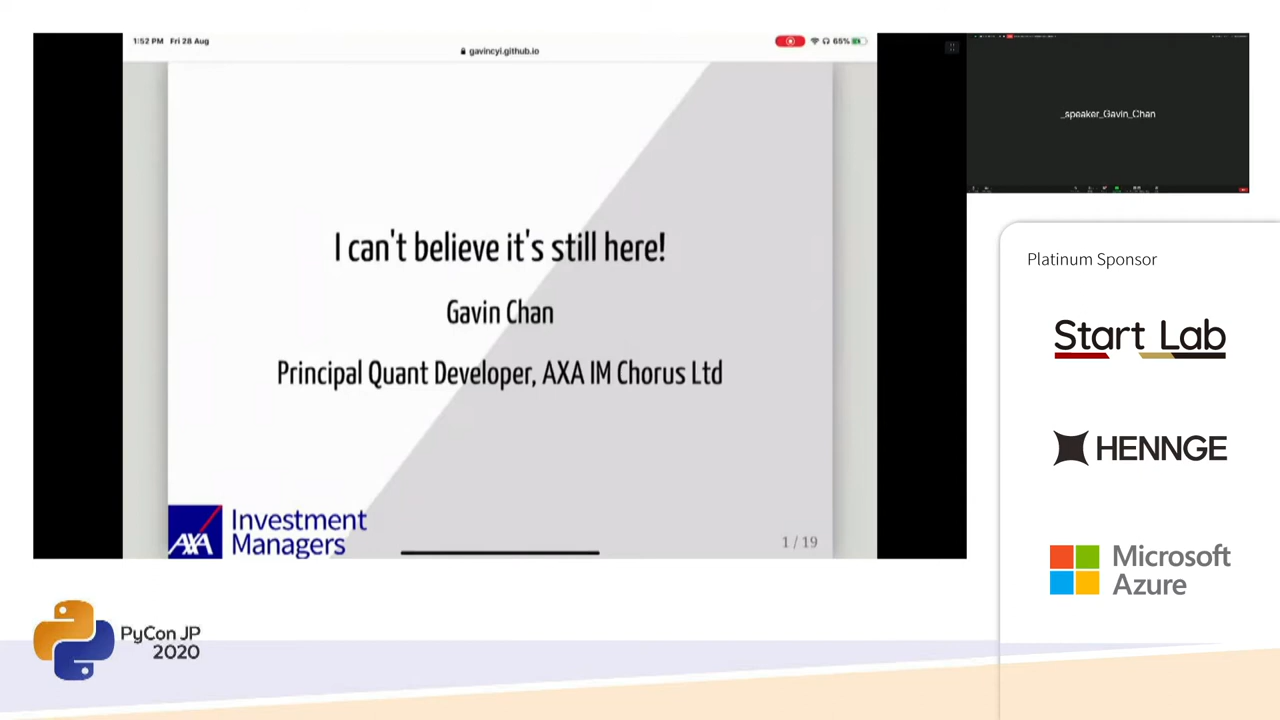 1:52 PM Fri 28 Aug
gavincyi.github.io
65%
I can't believe it's still here!
Gavin Chan
Principal Quant Developer, AXA IM Chorus Ltd
AXA
Investment
Managers
1 / 19
_speaker_Gavin_Chan
Platinum Sponsor
Start Lab
HENNGE
Microsoft
Azure
PyCon JP
2020